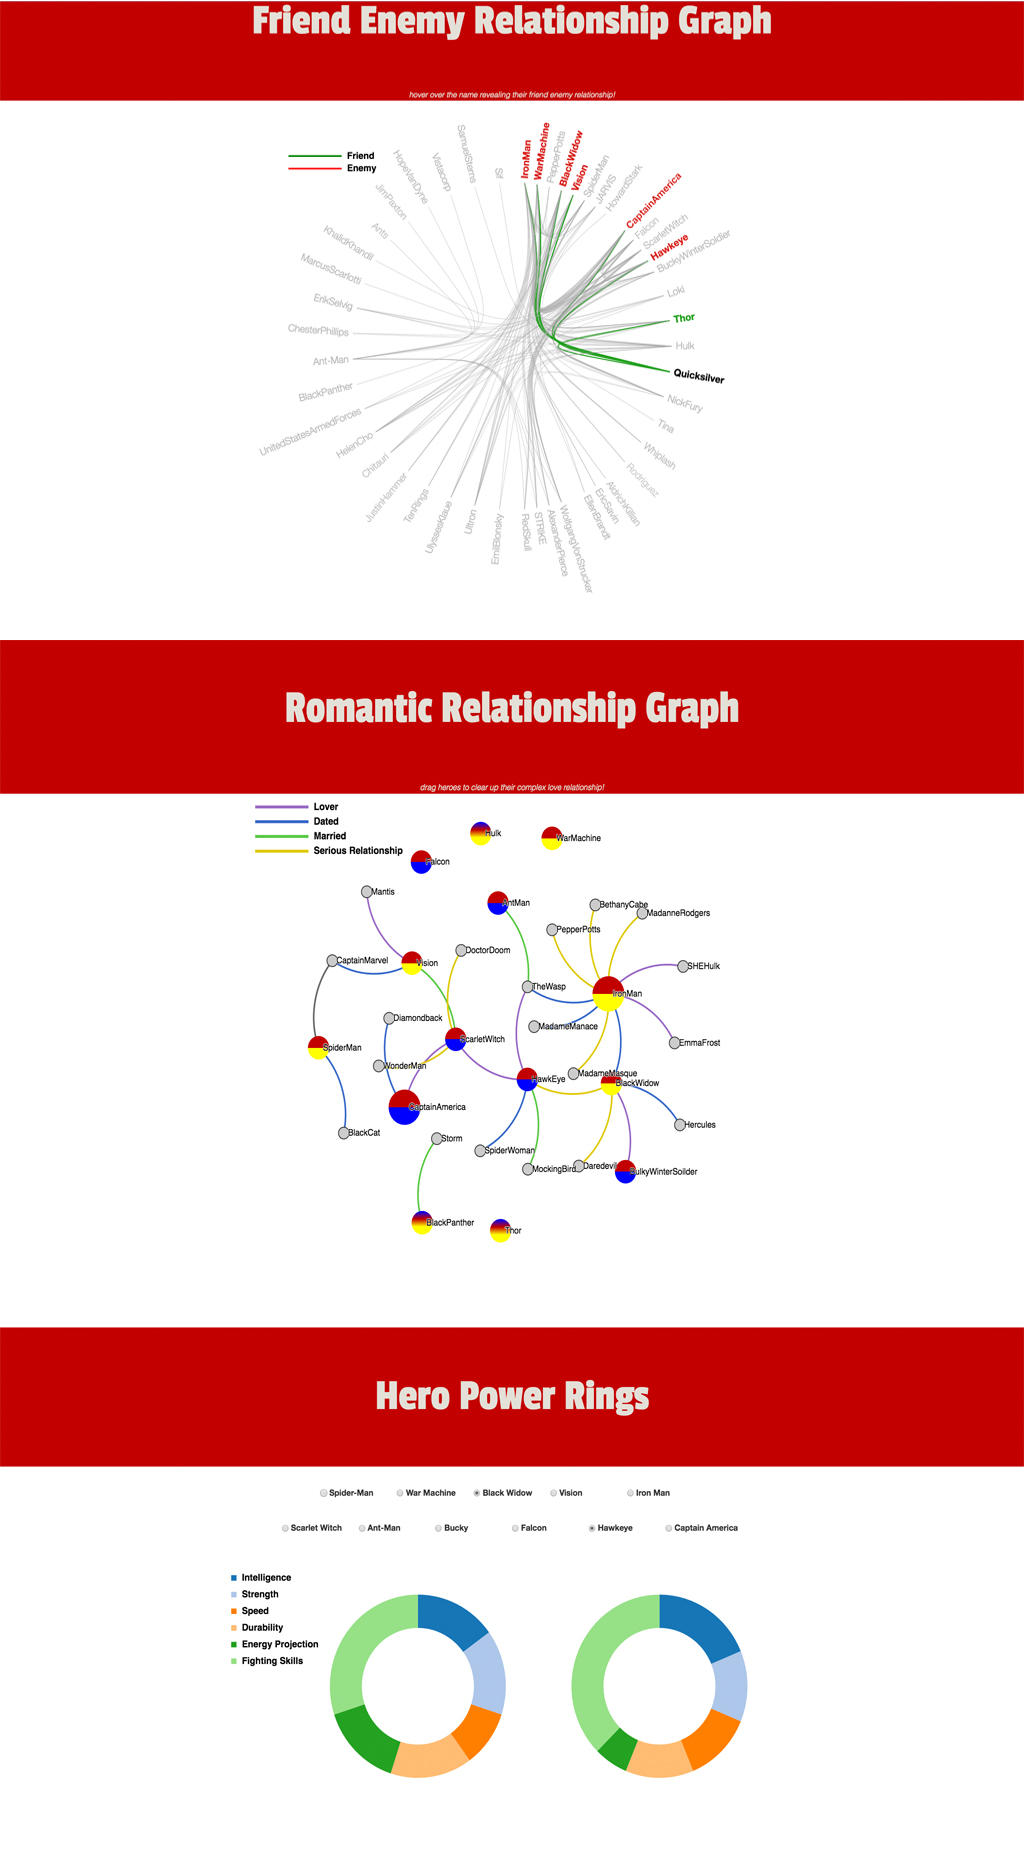 Friend Enemy Relationship Graph
hover over the name revealing their friend enemy relationship!
Friend
Enemy
IronMan
WarMachine
PepperPotts
BlackWidow
Vision
SpiderMan
JARVIS
HowardStark
CaptainAmerica
Falcon
ScarletWitch
Hawkeye
BuckyWinterSoldier
Loki
Thor
Hulk
Quicksilver
NickFury
Tina
Whiplash
Rodriguez
AldrichKillian
EricSavin
EllenBrandt
WolfgangVonStrucker
AlexanderPierce
STRIKE
RedSkull
EmilBlonsky
Ultron
UlyssesKlaue
TenRings
JustinHammer
Chitauri
HelenCho
UnitedStatesArmedForces
BlackPanther
Ant-Man
ChesterPhillips
ErikSelvig
MarcusScarlotti
KhalidKhandil
Ants
JimPaxton
HopeVanDyne
Vistacorp
SamuelSterns
Sif
Romantic Relationship Graph
drag heroes to clear up their complex love relationship!
Lover
Dated
Married
Serious Relationship
Hulk
WarMachine
Falcon
Mantis
AntMan
BethanyCabe
MadanneRodgers
PepperPotts
DoctorDoom
CaptainMarvel
Vision
SHEHulk
TheWasp
IronMan
Diamondback
MadameManace
ScarletWitch
EmmaFrost
SpiderMan
WonderMan
MadameMasque
HawkEye
BlackWidow
CaptainAmerica
Hercules
BlackCat
Storm
SpiderWoman
MockingBird
Daredevil
BulkyWinterSoilder
BlackPanther
Thor
Hero Power Rings
Spider-Man War Machine Black Widow Vision Iron Man
Scarlet Witch Ant-Man Bucky Falcon Hawkeye Captain America
Intelligence
Strength
Speed
Durability
Energy Projection
Fighting Skills